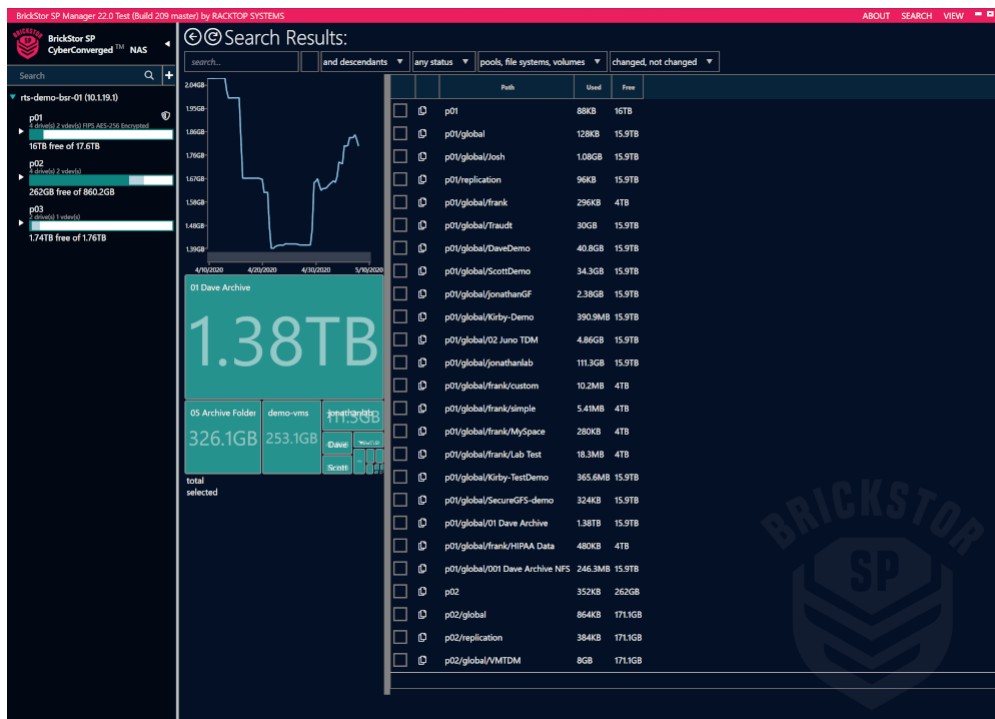 BrickStor SP Manager 22.0 Test (Build 209 master) by RACKTOP SYSTEMS
ABOUT SEARCH VIEW
BRICKSTOR
SP
BrickStor SP
CyberConverged TM NAS
Search
rts-demo-bsr-01 (10.1.19.1)
p01
4 drive(s) 2 vdev(s) FIPS AES-256 Encrypted
16TB free of 17.6TB
p02
4 drive(s) 2 vdev(s)
262GB free of 860.2GB
p03
2 drive(s) 1 vdev(s)
1.74TB free of 1.76TB
Search Results:
search...
and descendants
any status
pools, file systems, volumes
changed, not changed
2.04GB
1.95GB
1.86GB
1.76GB
1.67GB
1.58GB
1.48GB
1.39GB
4/10/2020 4/20/2020 4/30/2020 5/10/2020
01 Dave Archive
1.38TB
05 Archive Folder
326.1GB
demo-vms
253.1GB
jonathanlab
111.3GB
Dave
Scott
total
selected
Path Used Free
p01 88KB 16TB
p01/global 128KB 15.9TB
p01/global/Josh 1.08GB 15.9TB
p01/replication 96KB 15.9TB
p01/global/frank 296KB 4TB
p01/global/Traudt 30GB 15.9TB
p01/global/DaveDemo 40.8GB 15.9TB
p01/global/ScottDemo 34.3GB 15.9TB
p01/global/jonathanGF 2.38GB 15.9TB
p01/global/Kirby-Demo 390.9MB 15.9TB
p01/global/02 Juno TDM 4.86GB 15.9TB
p01/global/jonathanlab 111.3GB 15.9TB
p01/global/frank/custom 10.2MB 4TB
p01/global/frank/simple 5.41MB 4TB
p01/global/frank/MySpace 280KB 4TB
p01/global/frank/Lab Test 18.3MB 4TB
p01/global/Kirby-TestDemo 365.6MB 15.9TB
p01/global/SecureGFS-demo 324KB 15.9TB
p01/global/01 Dave Archive 1.38TB 15.9TB
p01/global/frank/HIPAA Data 480KB 4TB
p01/global/001 Dave Archive NFS 246.3MB 15.9TB
p02 352KB 262GB
p02/global 864KB 171.1GB
p02/replication 384KB 171.1GB
p02/global/VMTDM 8GB 171.1GB
BRICKSTOR
SP